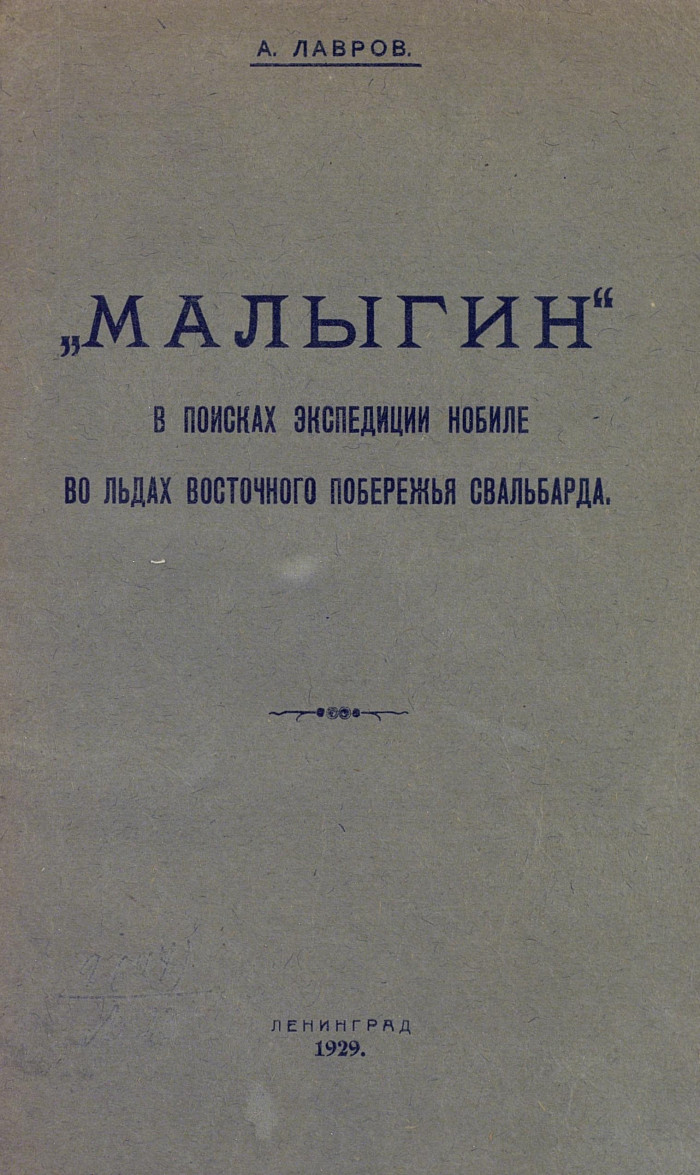 А. ЛАВРОВ.
„МАЛЫГИН“
В ПОИСКАХ ЭКСПЕДИЦИИ НОБИЛЕ
ВО ЛЬДАХ ВОСТОЧНОГО ПОБЕРЕЖЬЯ СВАЛЬБАРДА.
ЛЕНИНГРАД
1929.